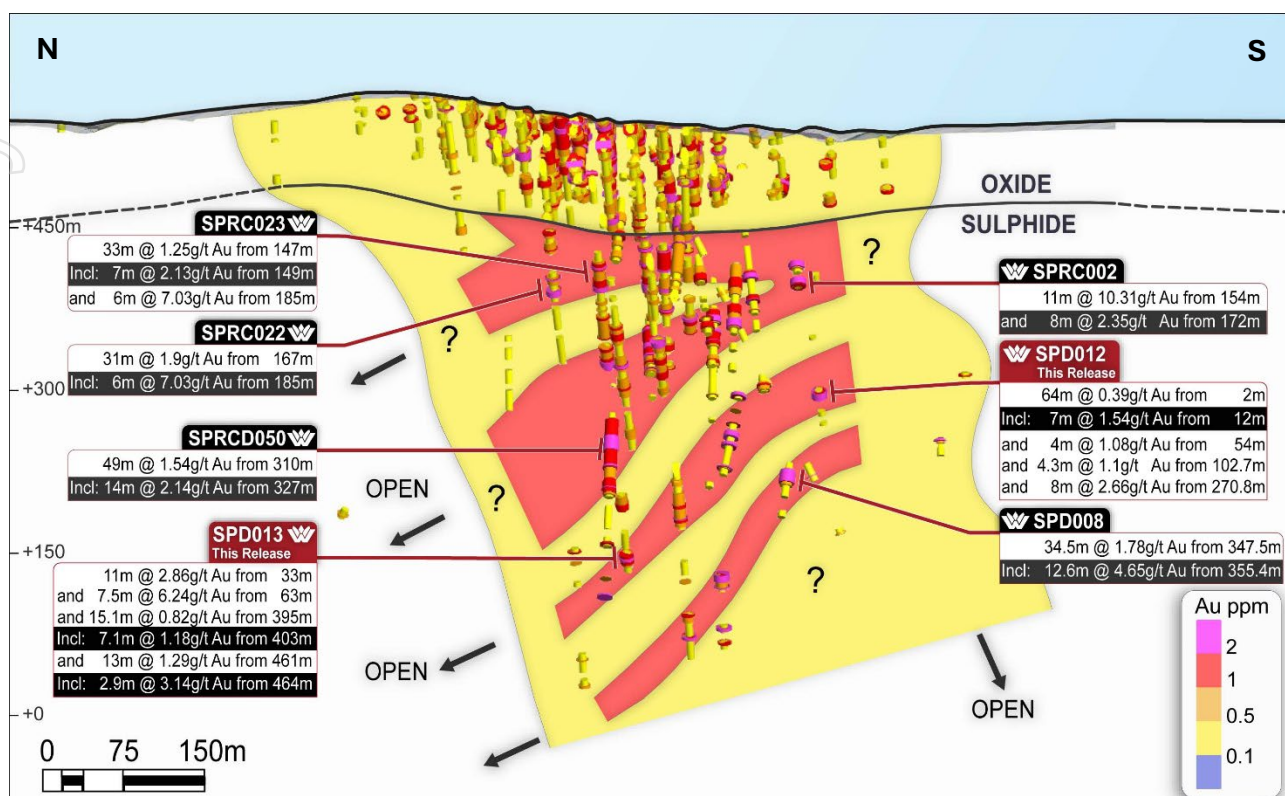 N
S
OXIDE
SULPHIDE
+450m
+300
+150
+0
SPRC023
33m @ 1.25g/t Au from 147m
Incl: 7m @ 2.13g/t Au from 149m
and 6m @ 7.03g/t Au from 185m
SPRC022
31m @ 1.9g/t Au from 167m
Incl: 6m @ 7.03g/t Au from 185m
SPRCD050
49m @ 1.54g/t Au from 310m
Incl: 14m @ 2.14g/t Au from 327m
SPD013
This Release
11m @ 2.86g/t Au from 33m
and 7.5m @ 6.24g/t Au from 63m
and 15.1m @ 0.82g/t Au from 395m
Incl: 7.1m @ 1.18g/t Au from 403m
and 13m @ 1.29g/t Au from 461m
Incl: 2.9m @ 3.14g/t Au from 464m
?
?
?
?
OPEN
OPEN
OPEN
SPRC002
11m @ 10.31g/t Au from 154m
and 8m @ 2.35g/t Au from 172m
SPD012
This Release
64m @ 0.39g/t Au from 2m
Incl: 7m @ 1.54g/t Au from 12m
and 4m @ 1.08g/t Au from 54m
and 4.3m @ 1.1g/t Au from 102.7m
and 8m @ 2.66g/t Au from 270.8m
SPD008
34.5m @ 1.78g/t Au from 347.5m
Incl: 12.6m @ 4.65g/t Au from 355.4m
Au ppm
2
1
0.5
0.1
0 75 150m